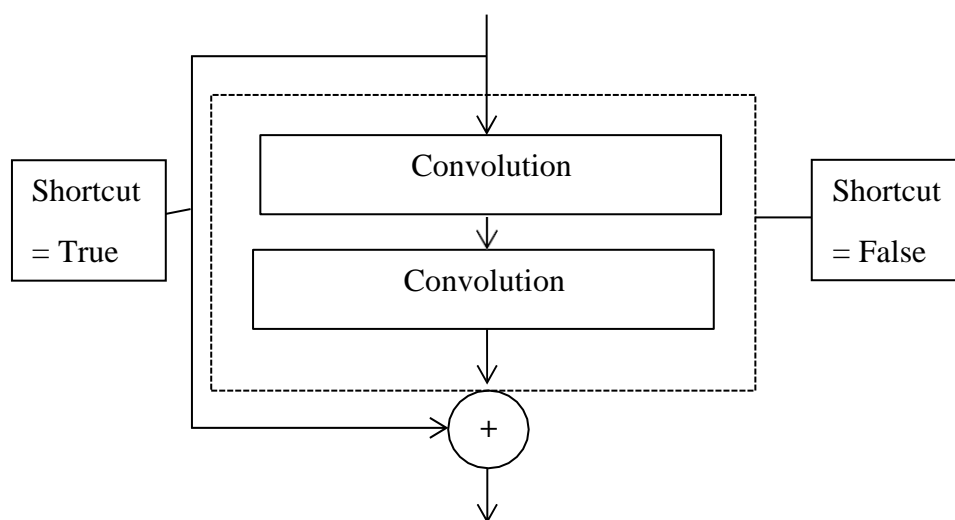 Convolution
Shortcut
= True
Shortcut
= False
Convolution
+